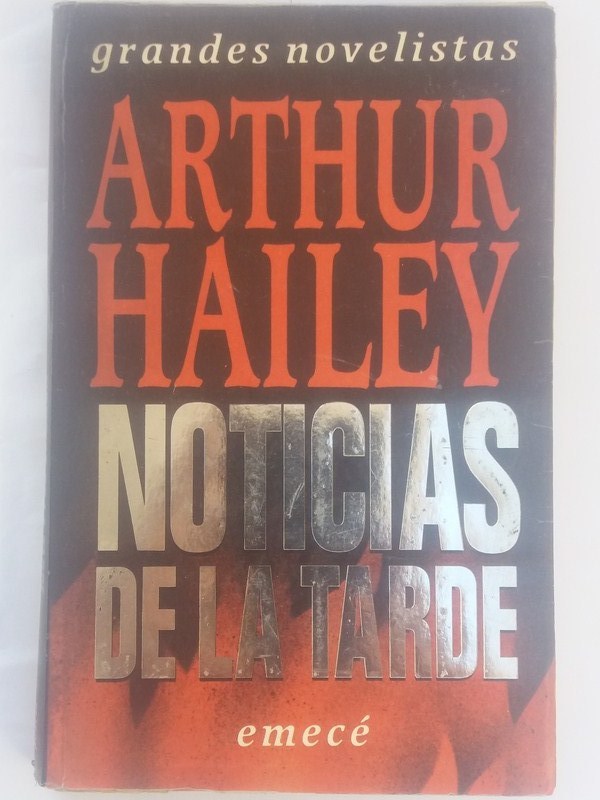 grandes novelistas
ARTHUR
HAILEY
NOTICIAS
DE LA TARDE
emecé